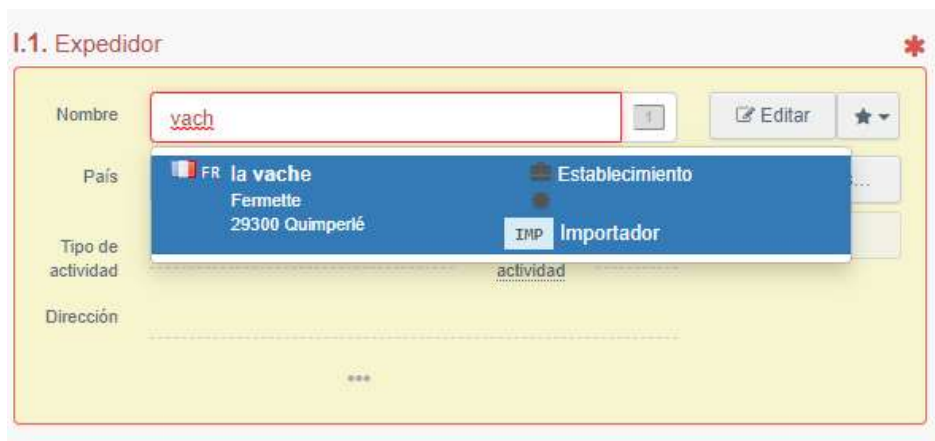 I.1. Expedidor *
Nombre vach 1 Editar
FR la vache Establecimiento
País ...
Fermette
29300 Quimperlé
IMP Importador
Tipo de
actividad actividad
Dirección
•••